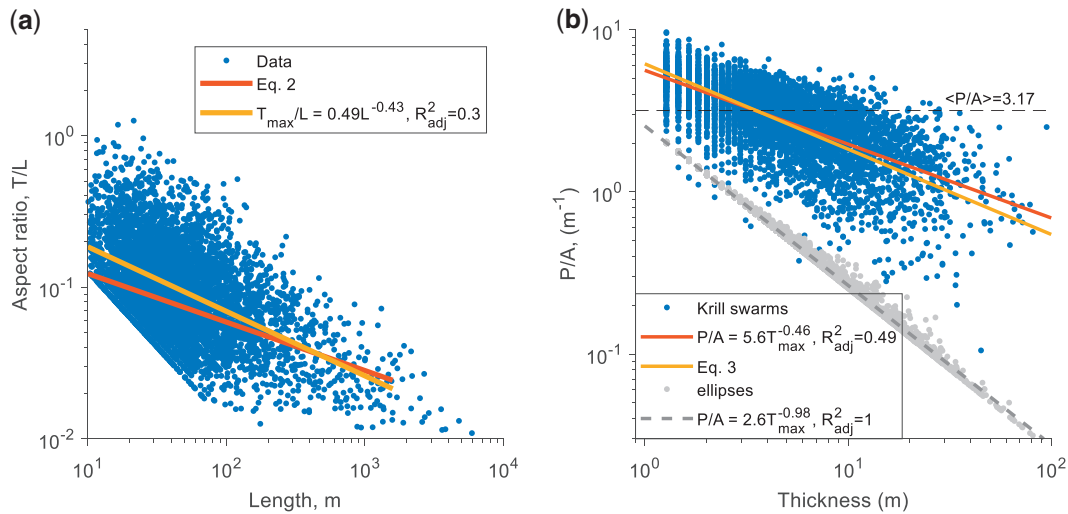 (a)
Data
Eq. 2
T_max/L = 0.49L^-0.43, R^2_adj=0.3
10^0
10^-1
10^-2
Aspect ratio, T/L
10^1
10^2
10^3
10^4
Length, m
(b)
10^1
10^0
10^-1
P/A, (m^-1)
<P/A>=3.17
Krill swarms
P/A = 5.6T_max^-0.46, R^2_adj=0.49
Eq. 3
ellipses
P/A = 2.6T_max^-0.98, R^2_adj=1
10^0
10^1
10^2
Thickness (m)